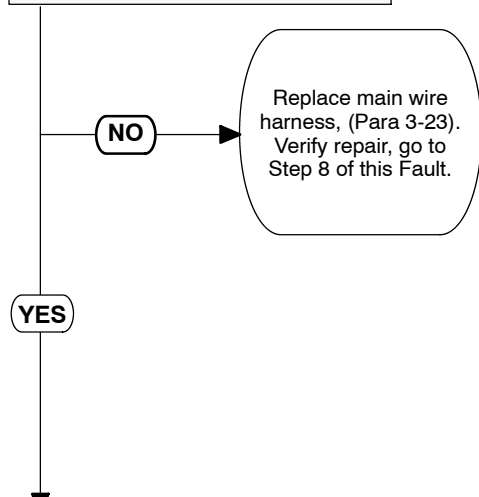 NO
Replace main wire
harness, (Para 3-23).
Verify repair, go to
Step 8 of this Fault.
YES